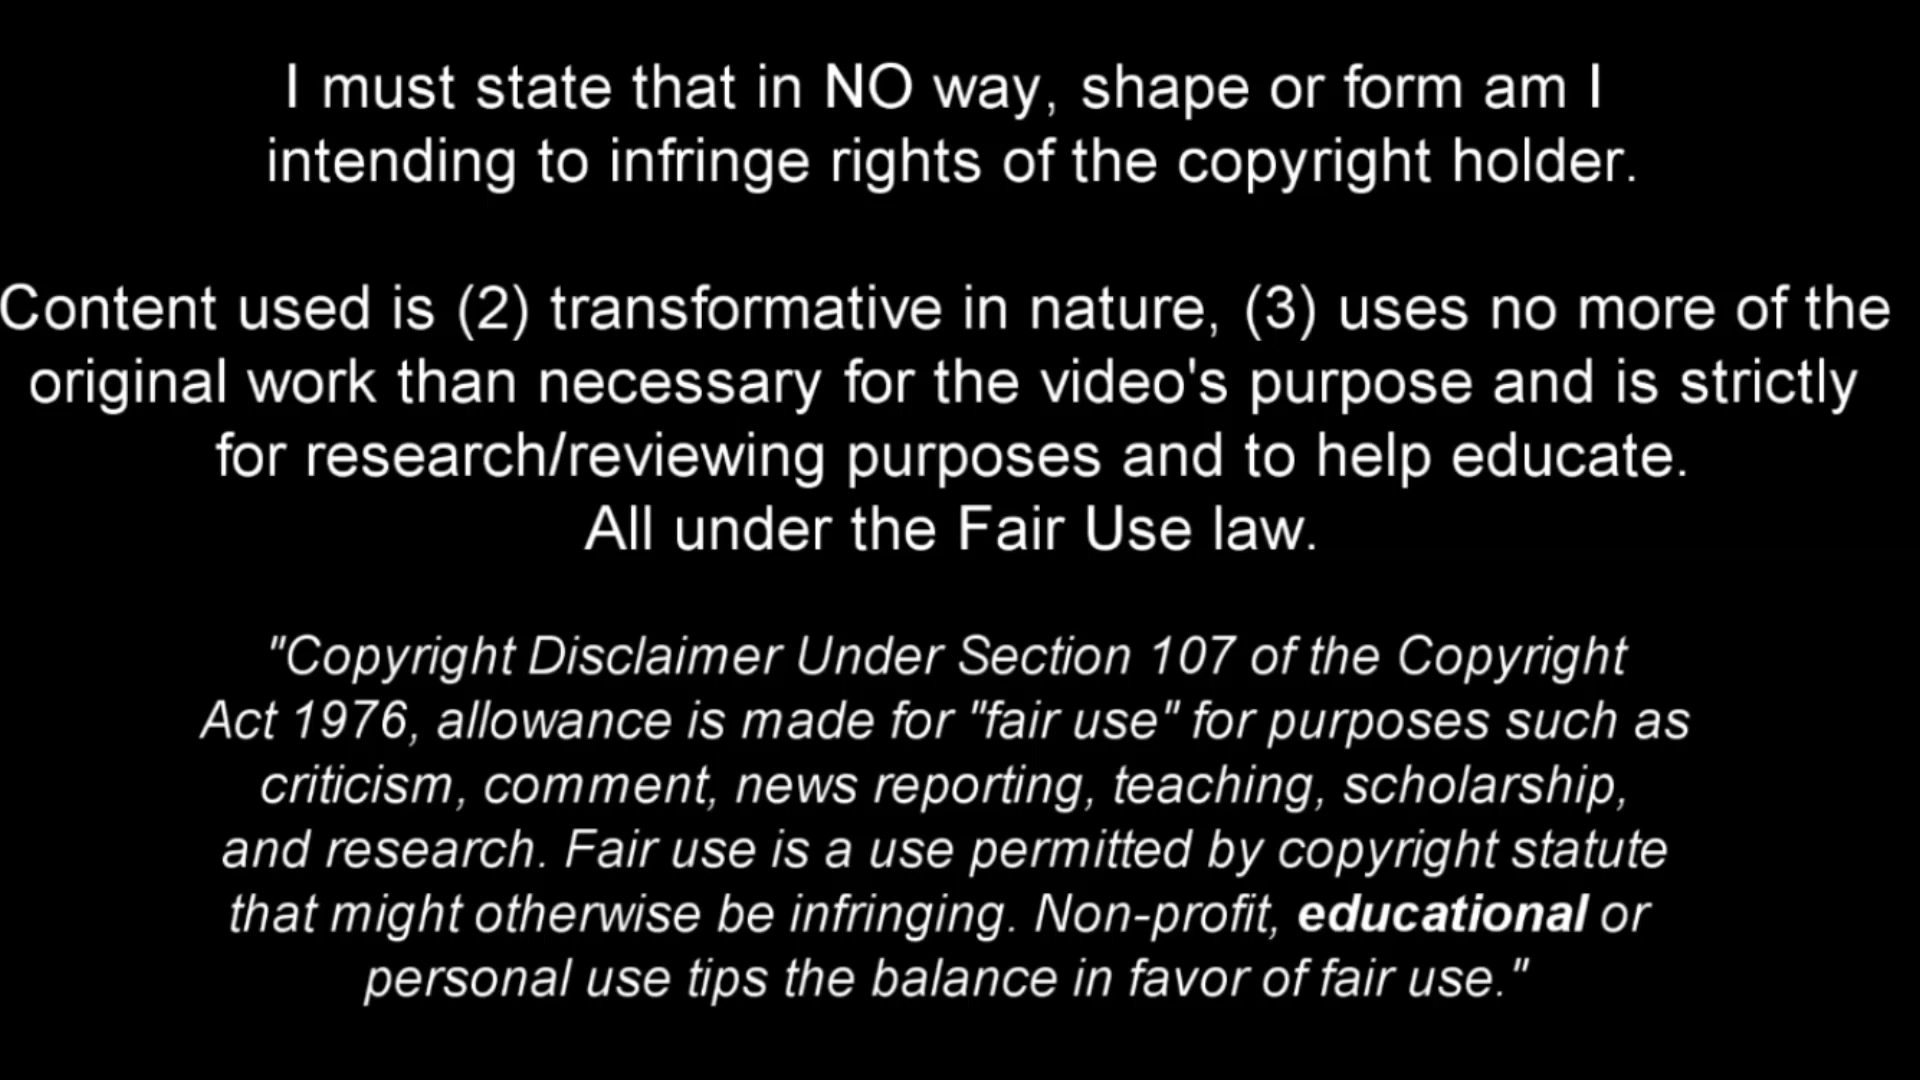 I must state that in NO way, shape or form am I
intending to infringe rights of the copyright holder.
Content used is (2) transformative in nature, (3) uses no more of the
original work than necessary for the video's purpose and is strictly
for research/reviewing purposes and to help educate.
All under the Fair Use law.
"Copyright Disclaimer Under Section 107 of the Copyright
Act 1976, allowance is made for "fair use" for purposes such as
criticism, comment, news reporting, teaching, scholarship,
and research. Fair use is a use permitted by copyright statute
that might otherwise be infringing. Non-profit, educational or
personal use tips the balance in favor of fair use."